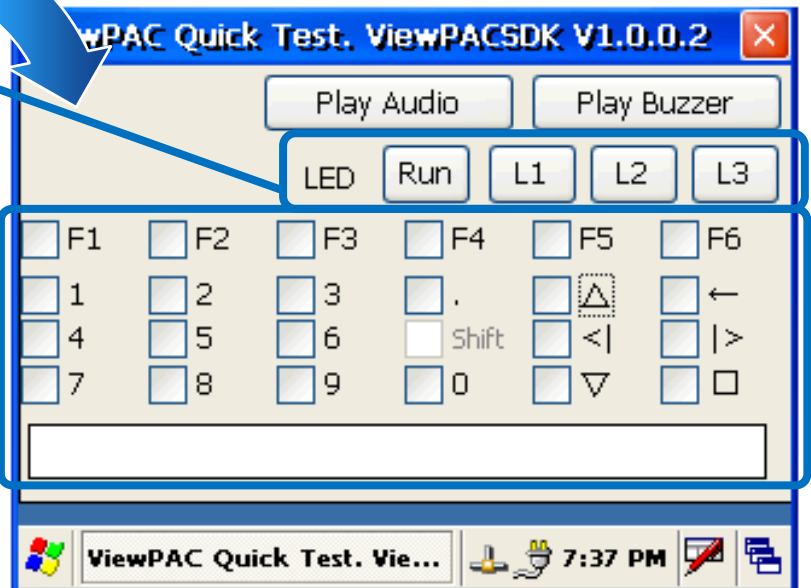 wPAC Quick Test. ViewPACSDK V1.0.0.2
Play Audio Play Buzzer
LED Run L1 L2 L3
F1 F2 F3 F4 F5 F6
1 2 3 . △ ←
4 5 6 Shift <| |>
7 8 9 0 ▽ □
ViewPAC Quick Test. Vie... 7:37 PM